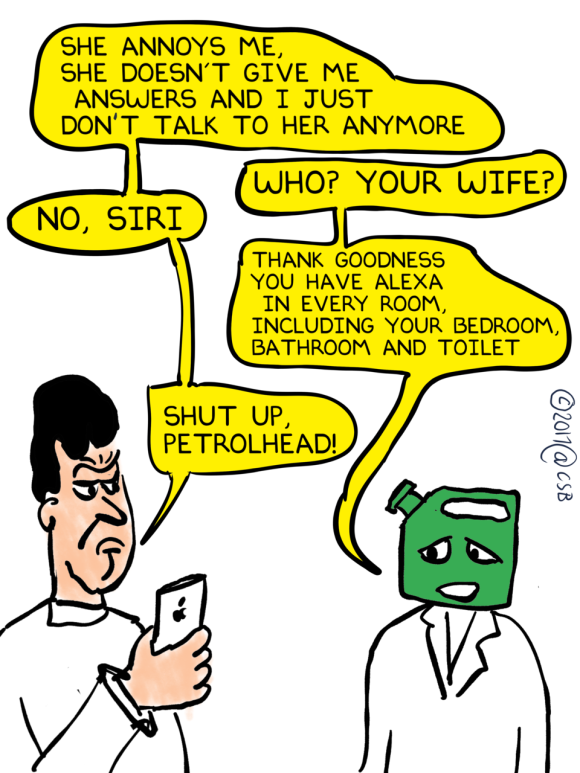 SHE ANNOYS ME,
SHE DOESN'T GIVE ME
ANSWERS AND I JUST
DON'T TALK TO HER ANYMORE
WHO? YOUR WIFE?
NO, SIRI
THANK GOODNESS
YOU HAVE ALEXA
IN EVERY ROOM,
INCLUDING YOUR BEDROOM,
BATHROOM AND TOILET
SHUT UP,
PETROLHEAD!
©2017@CSB